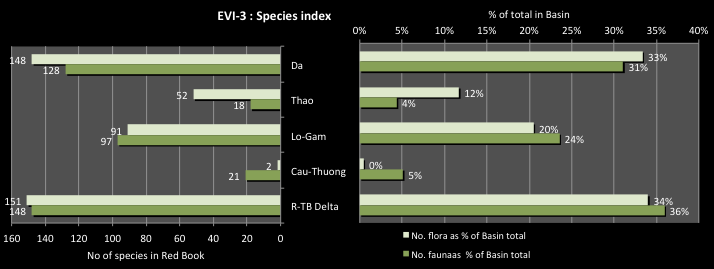 EVI-3 : Species index
% of total in Basin
0% 5% 10% 15% 20% 25% 30% 35% 40%
148 Da 33%
128 31%
52 Thao 12%
18 4%
91 Lo-Gam 20%
97 24%
2 Cau-Thuong 0%
21 5%
151 R-TB Delta 34%
148 36%
160 140 120 100 80 60 40 20 0
No of species in Red Book
No. flora as % of Basin total
No. faunaas % of Basin total